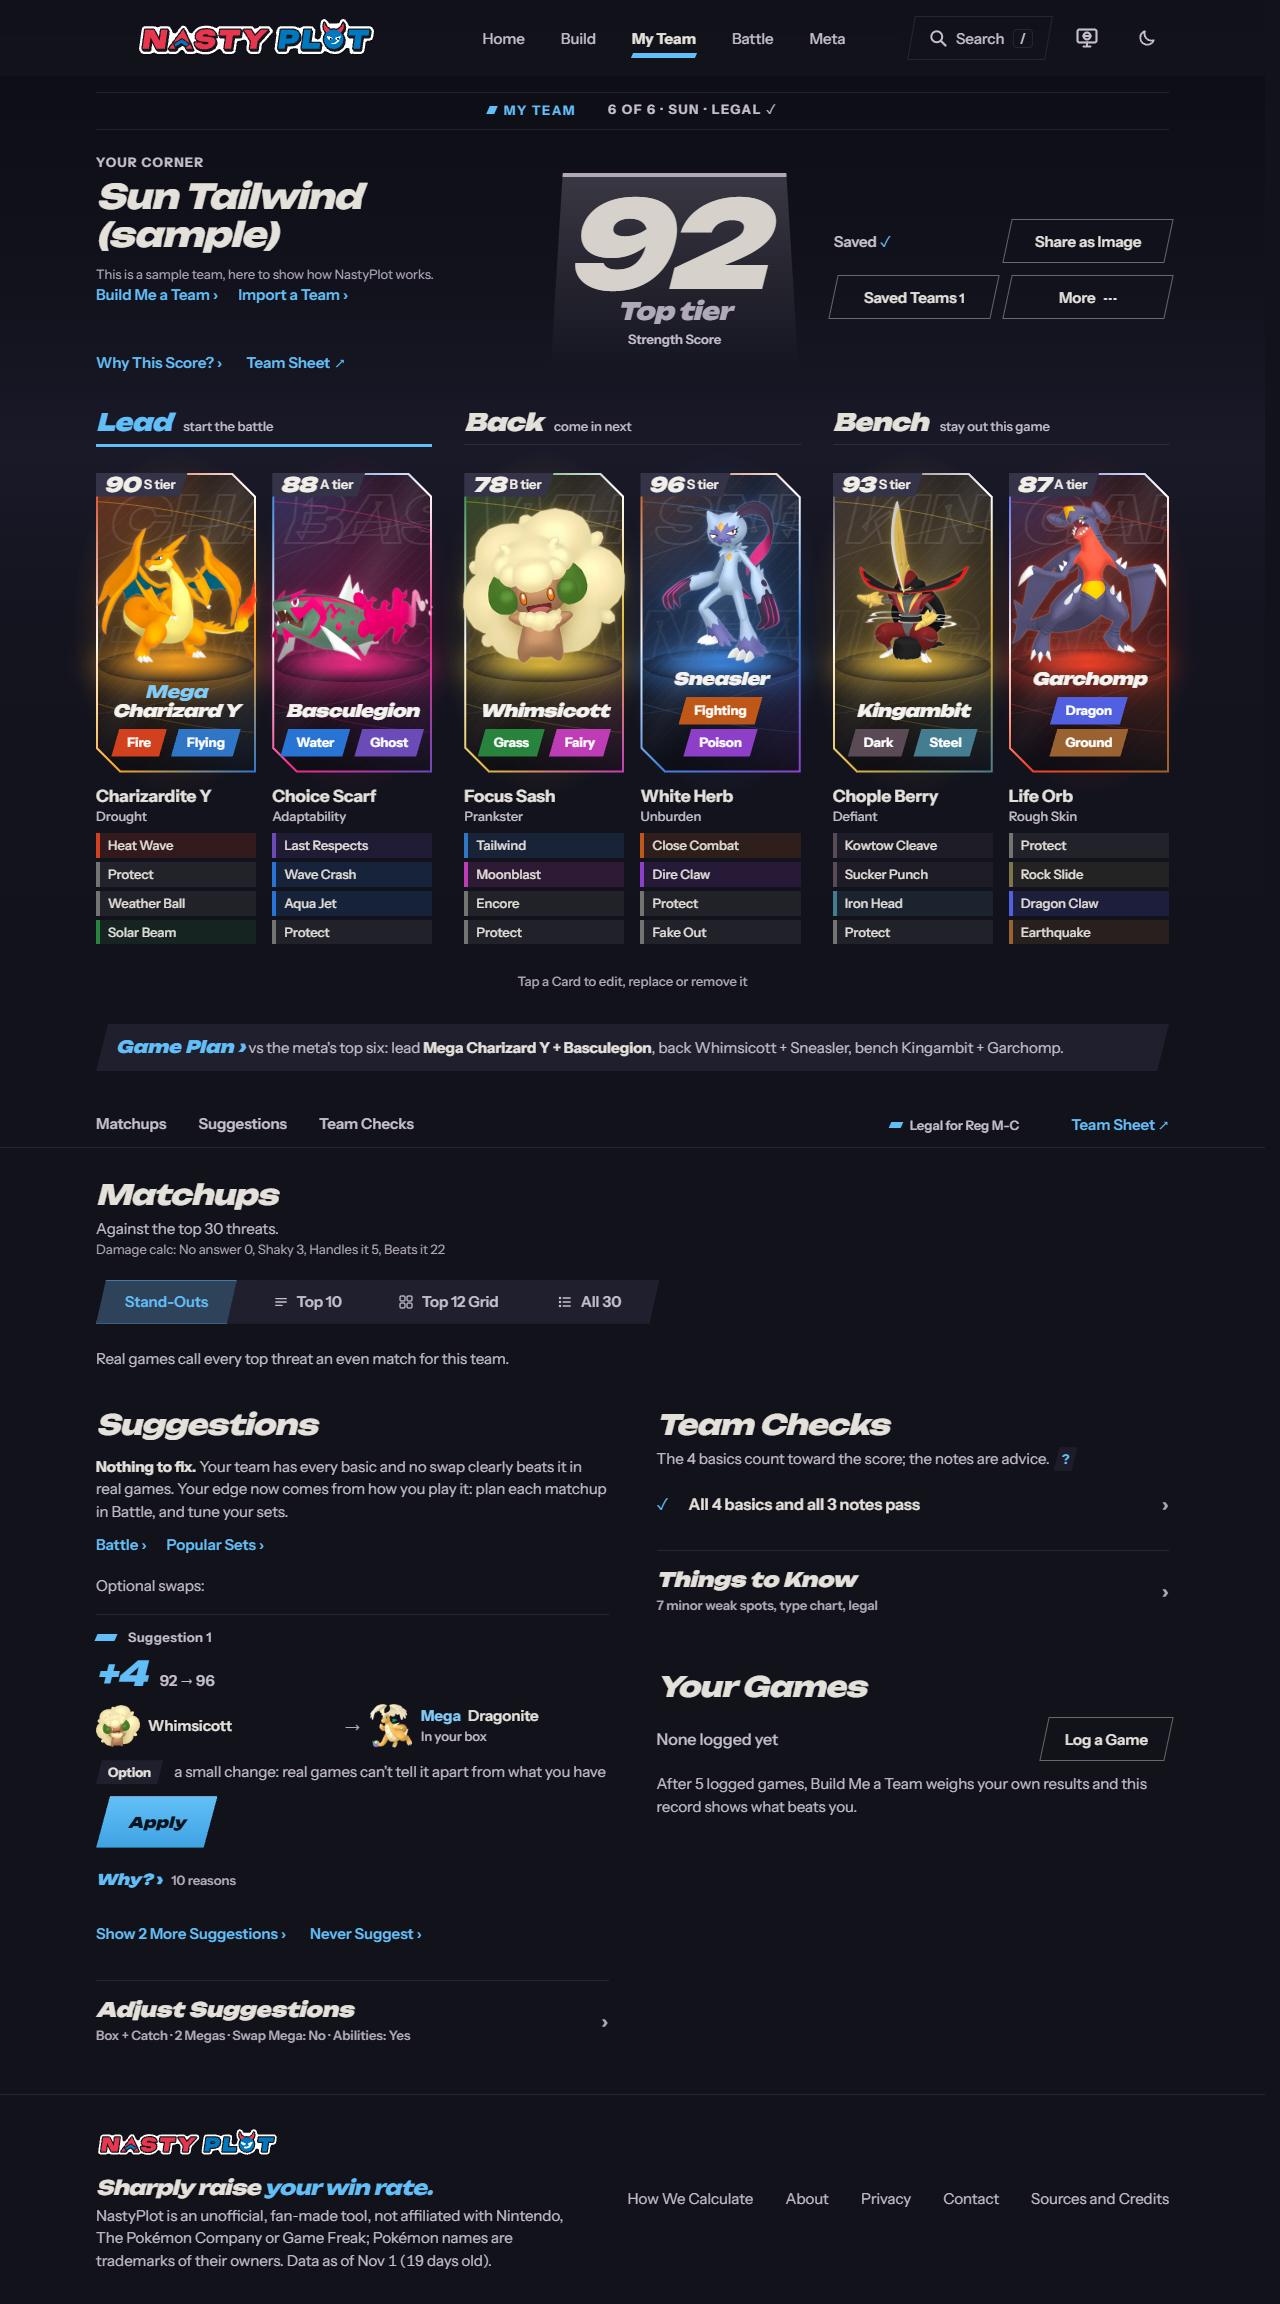 NASTY PLOT
Home Build My Team Battle Meta Search /
MY TEAM 6 OF 6 · SUN · LEGAL ✓
YOUR CORNER
Sun Tailwind
(sample)
This is a sample team, here to show how NastyPlot works.
Build Me a Team › Import a Team ›
Why This Score? › Team Sheet ↗
92
Top tier
Strength Score
Saved ✓ Share as Image
Saved Teams 1 More ···
Lead start the battle
Back come in next
Bench stay out this game
90 S tier
Mega
Charizard Y
Fire Flying
Charizardite Y
Drought
Heat Wave
Protect
Weather Ball
Solar Beam
88 A tier
BAS
Basculegion
Water Ghost
Choice Scarf
Adaptability
Last Respects
Wave Crash
Aqua Jet
Protect
78 B tier
Whimsicott
Grass Fairy
Focus Sash
Prankster
Tailwind
Moonblast
Encore
Protect
96 S tier
Sneasler
Fighting
Poison
White Herb
Unburden
Close Combat
Dire Claw
Protect
Fake Out
93 S tier
Kingambit
Dark Steel
Chople Berry
Defiant
Kowtow Cleave
Sucker Punch
Iron Head
Protect
87 A tier
Garchomp
Dragon
Ground
Life Orb
Rough Skin
Protect
Rock Slide
Dragon Claw
Earthquake
Tap a Card to edit, replace or remove it
Game Plan › vs the meta's top six: lead Mega Charizard Y + Basculegion, back Whimsicott + Sneasler, bench Kingambit + Garchomp.
Matchups Suggestions Team Checks Legal for Reg M-C Team Sheet ↗
Matchups
Against the top 30 threats.
Damage calc: No answer 0, Shaky 3, Handles it 5, Beats it 22
Stand-Outs Top 10 Top 12 Grid All 30
Real games call every top threat an even match for this team.
Suggestions
Nothing to fix. Your team has every basic and no swap clearly beats it in
real games. Your edge now comes from how you play it: plan each matchup
in Battle, and tune your sets.
Battle › Popular Sets ›
Optional swaps:
Suggestion 1
+4 92 → 96
Whimsicott → Mega Dragonite
In your box
Option a small change: real games can't tell it apart from what you have
Apply
Why? › 10 reasons
Show 2 More Suggestions › Never Suggest ›
Adjust Suggestions ›
Box + Catch · 2 Megas · Swap Mega: No · Abilities: Yes
Team Checks
The 4 basics count toward the score; the notes are advice. ?
✓ All 4 basics and all 3 notes pass ›
Things to Know ›
7 minor weak spots, type chart, legal
Your Games
None logged yet Log a Game
After 5 logged games, Build Me a Team weighs your own results and this
record shows what beats you.
NASTY PLOT
Sharply raise your win rate.
NastyPlot is an unofficial, fan-made tool, not affiliated with Nintendo,
The Pokémon Company or Game Freak; Pokémon names are
trademarks of their owners. Data as of Nov 1 (19 days old).
How We Calculate About Privacy Contact Sources and Credits